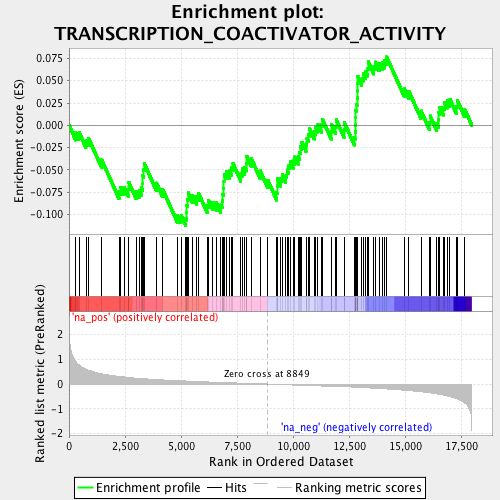 Enrichment plot:
TRANSCRIPTION_COACTIVATOR_ACTIVITY
Enrichment score (ES)
0.075
0.050
0.025
0.000
-0.025
-0.050
-0.075
-0.100
'na_pos' (positively correlated)
Ranked list metric (PreRanked)
2
1
0
-1
-2
Zero cross at 8849
'na_neg' (negatively correlated)
0
2,500
5,000
7,500
10,000
12,500
15,000
17,500
Rank in Ordered Dataset
Enrichment profile
Hits
Ranking metric scores